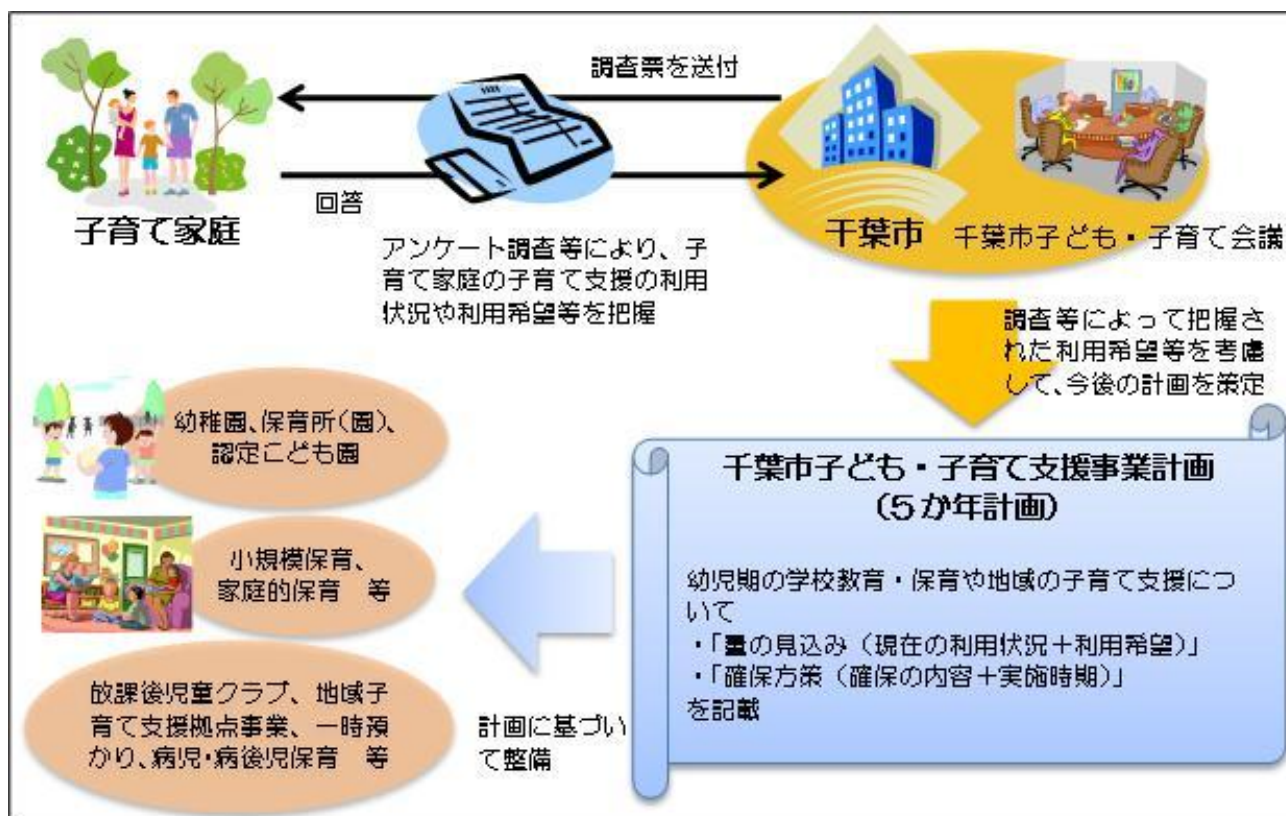 調査票を送付
子育て家庭
回答
千葉市 千葉市子ども・子育て会議
アンケート調査等により、子
育て家庭の子育て支援の利用
状況や利用希望等を把握
調査等によって把握さ
れた利用希望等を考慮
して、今後の計画を策定
千葉市子ども・子育て支援事業計画
(5か年計画)
幼児期の学校教育・保育や地域の子育て支援につ
いて
・「量の見込み(現在の利用状況+利用希望)」
・「確保方策(確保の内容+実施時期)」
を記載
計画に基づい
て整備
幼稚園、保育所(園)、
認定こども園
小規模保育、
家庭的保育 等
放課後児童クラブ、地域子
育て支援拠点事業、一時預
かり、病児・病後児保育 等